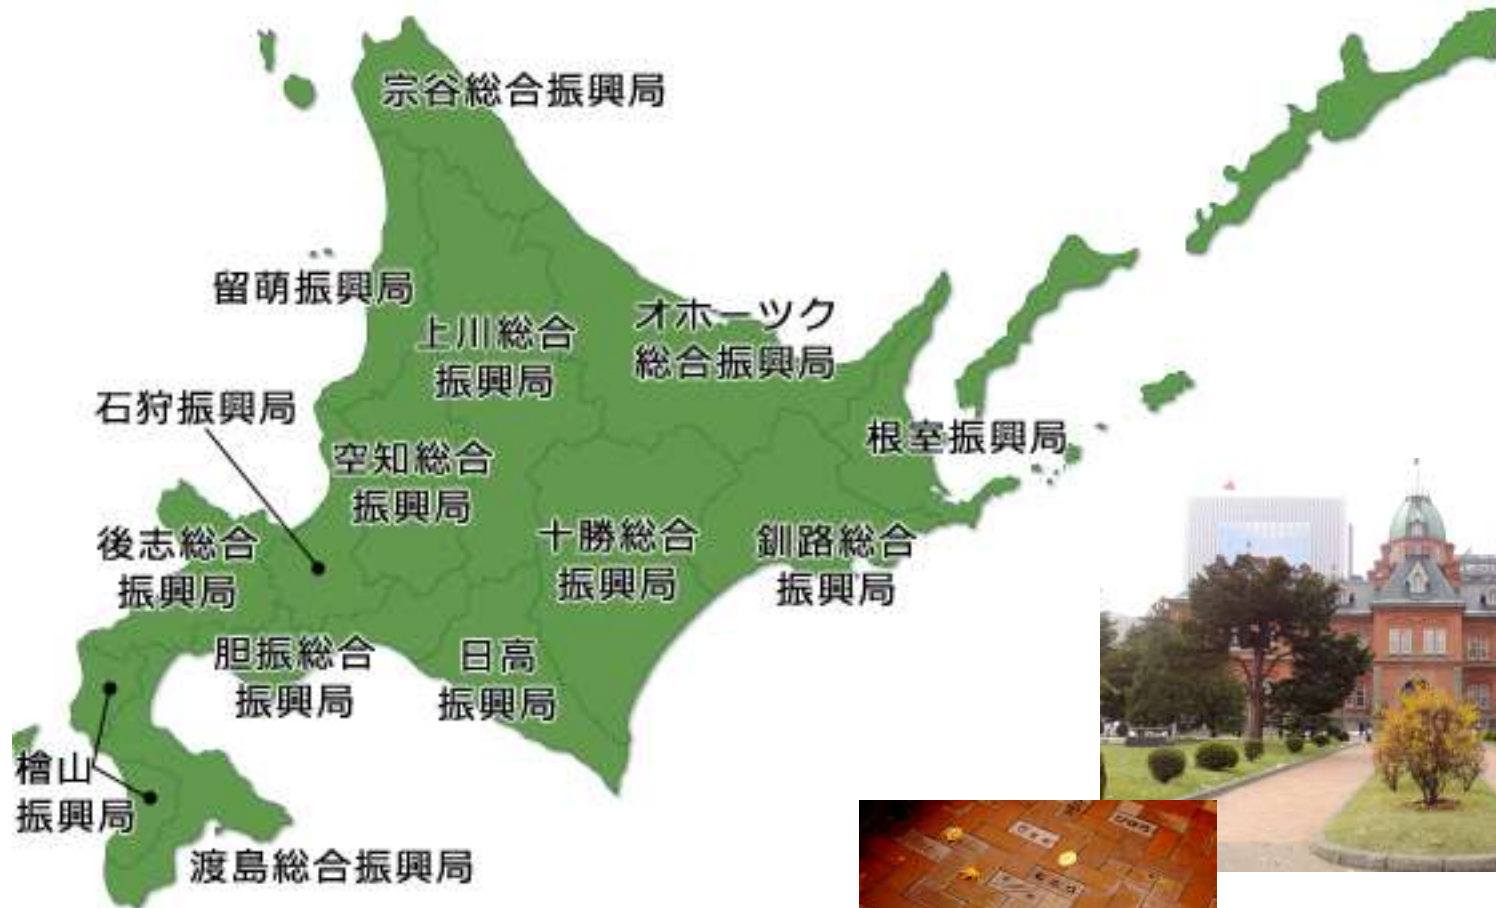 宗谷総合振興局
留萌振興局
上川総合
振興局
オホーツク
総合振興局
石狩振興局
空知総合
振興局
根室振興局
後志総合
振興局
十勝総合
振興局
釧路総合
振興局
胆振総合
振興局
日高
振興局
檜山
振興局
渡島総合振興局